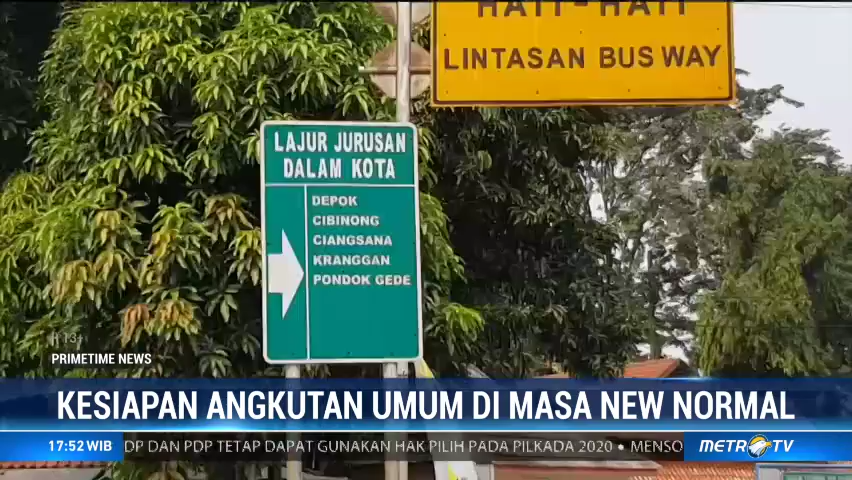 HATI-HATI
LINTASAN BUS WAY
LAJUR JURUSAN
DALAM KOTA
DEPOK
CIBINONG
CIANGSANA
KRANGGAN
PONDOK GEDE
R 13+
PRIMETIME NEWS
KESIAPAN ANGKUTAN UMUM DI MASA NEW NORMAL
17:52 WIB
DP DAN PDP TETAP DAPAT GUNAKAN HAK PILIH PADA PILKADA 2020 • MENSO
METRO TV